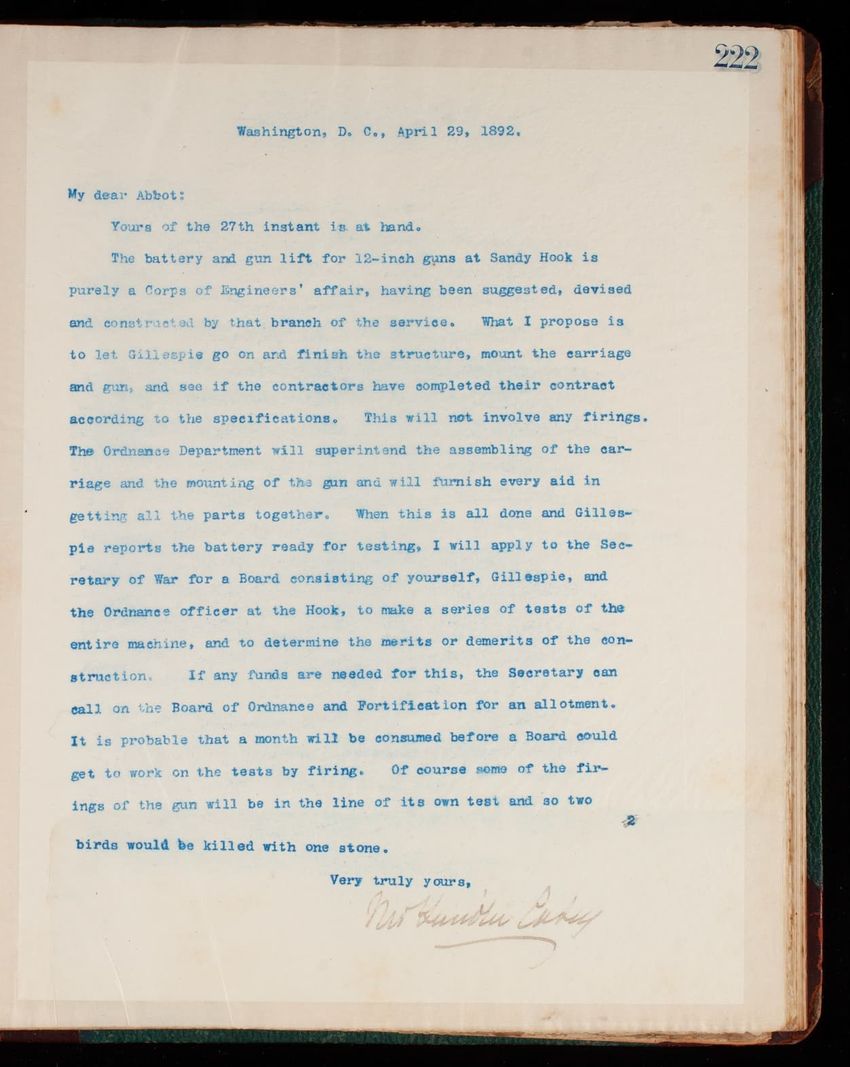 222
Washington, D. C., April 29, 1892.
My dear Abbot:
Yours of the 27th instant is at hand.
The battery and gun lift for 12-inch guns at Sandy Hook is
purely a Corps of Engineers' affair, having been suggested, devised
and constructed by that branch of the service. What I propose is
to let Gillespie go on and finish the structure, mount the carriage
and gun, and see if the contractors have completed their contract
according to the specifications. This will not involve any firings.
The Ordnance Department will superintend the assembling of the car-
riage and the mounting of the gun and will furnish every aid in
getting all the parts together. When this is all done and Gilles-
pie reports the battery ready for testing, I will apply to the Sec-
retary of War for a Board consisting of yourself, Gillespie, and
the Ordnance officer at the Hook, to make a series of tests of the
entire machine, and to determine the merits or demerits of the con-
struction. If any funds are needed for this, the Secretary can
call on the Board of Ordnance and Fortification for an allotment.
It is probable that a month will be consumed before a Board could
get to work on the tests by firing. Of course some of the fir-
ings of the gun will be in the line of its own test and so two
2
birds would be killed with one stone.
Very truly yours,